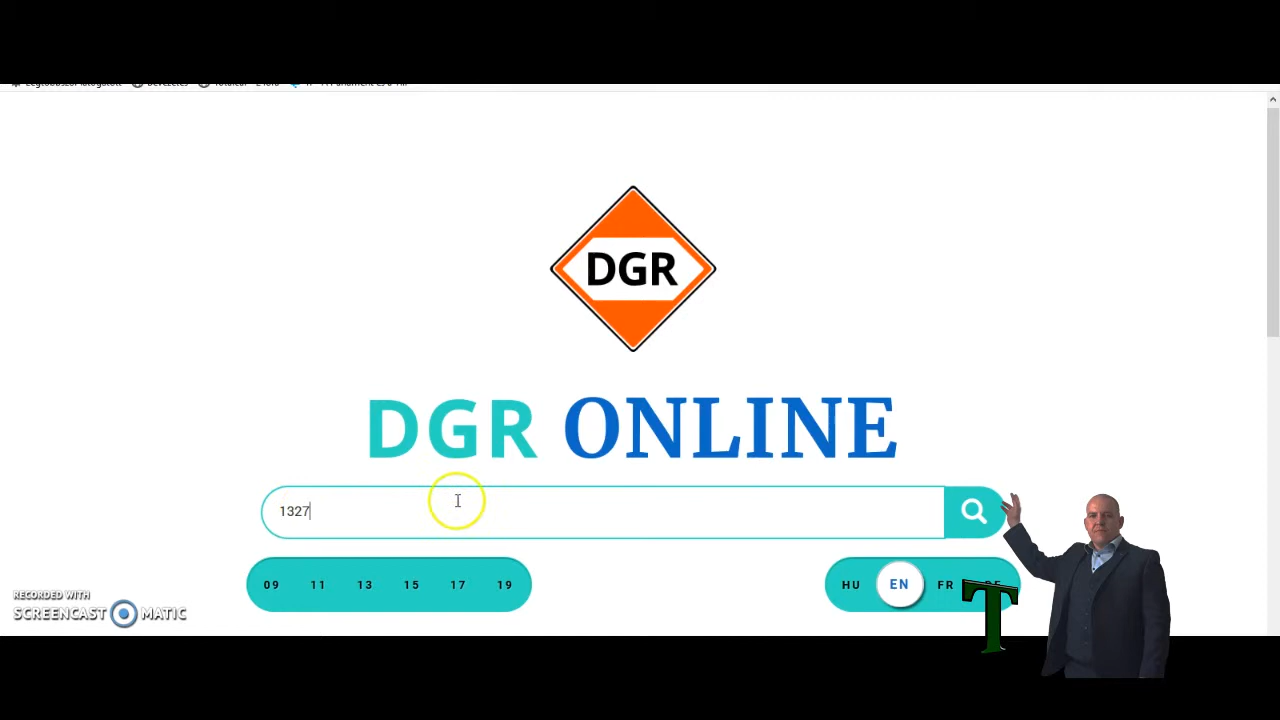 DGR
DGR ONLINE
1327
09 11 13 15 17 19
HU EN FR
T
RECORDED WITH
SCREENCAST MATIC